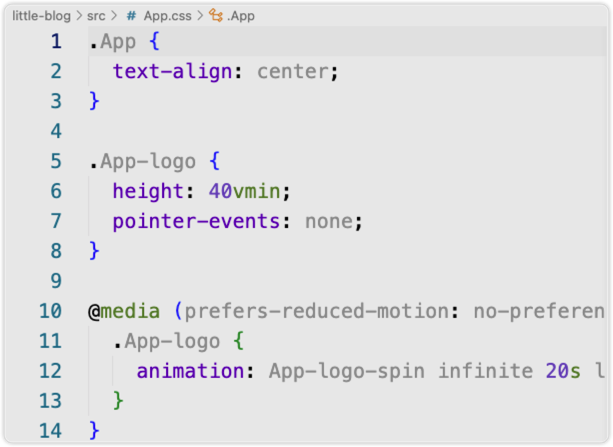 little-blog > src > # App.css > .App
1 .App {
2 text-align: center;
3 }
4
5 .App-logo {
6 height: 40vmin;
7 pointer-events: none;
8 }
9
10 @media (prefers-reduced-motion: no-preferen
11 .App-logo {
12 animation: App-logo-spin infinite 20s l
13 }
14 }